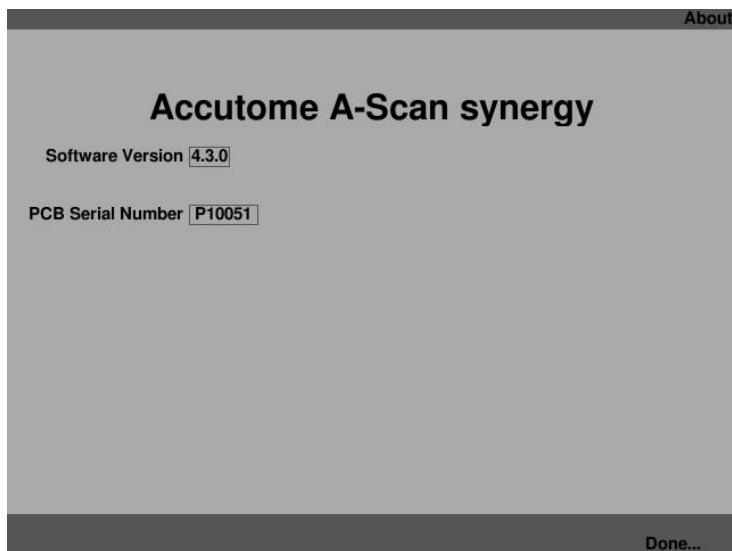 About
Accutome A-Scan synergy
Software Version 4.3.0
PCB Serial Number P10051
Done...